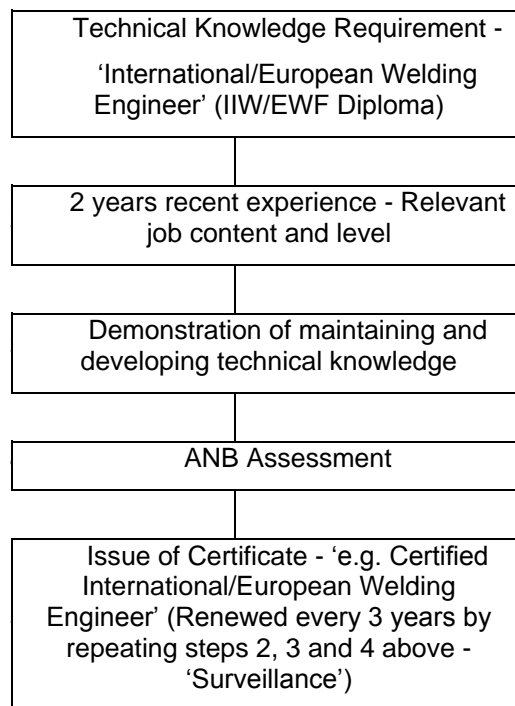 Technical Knowledge Requirement -
‘International/European Welding
Engineer’ (IIW/EWF Diploma)
2 years recent experience - Relevant
job content and level
Demonstration of maintaining and
developing technical knowledge
ANB Assessment
Issue of Certificate - ‘e.g. Certified
International/European Welding
Engineer’ (Renewed every 3 years by
repeating steps 2, 3 and 4 above -
‘Surveillance’)